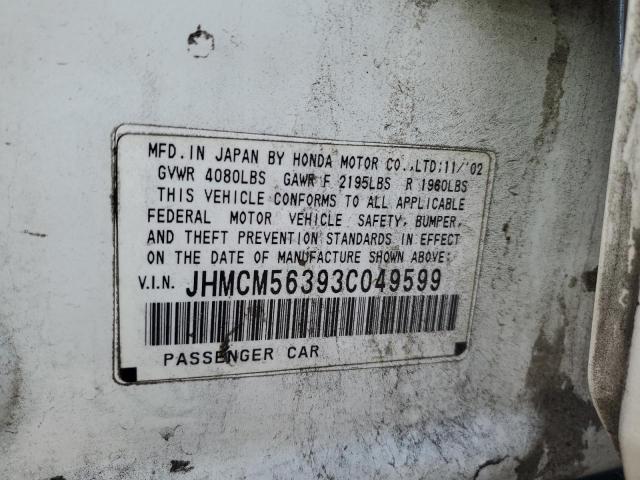 MFD. IN JAPAN BY HONDA MOTOR CO., LTD: 11/'02
GVWR 4080LBS GAWR F 2195LBS R 1960LBS
THIS VEHICLE CONFORMS TO ALL APPLICABLE
FEDERAL MOTOR VEHICLE SAFETY, BUMPER,
AND THEFT PREVENTION STANDARDS IN EFFECT
ON THE DATE OF MANUFACTURE SHOWN ABOVE:
V.I.N. JHMCM56393C049599
PASSENGER CAR